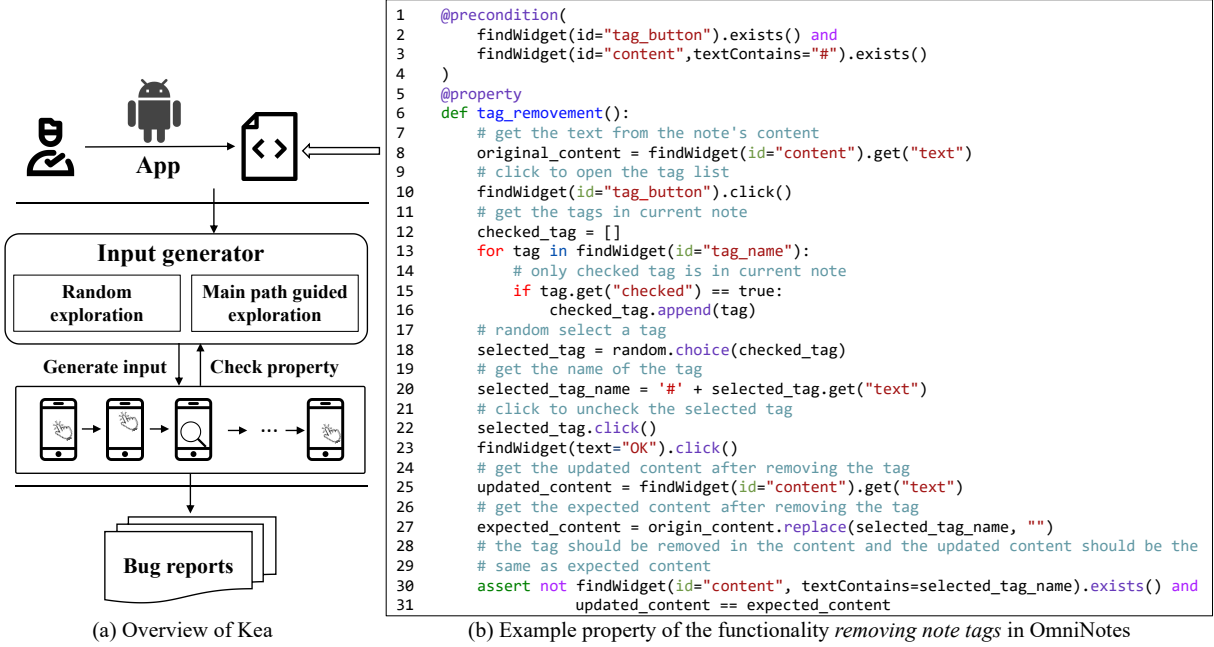 App
Input generator
Random
exploration
Main path guided
exploration
Generate input
Check property
...
Bug reports
(a) Overview of Kea
1 @precondition(
2 findWidget(id="tag_button").exists() and
3 findWidget(id="content",textContains="#").exists()
4 )
5 @property
6 def tag_removement():
7 # get the text from the note's content
8 original_content = findWidget(id="content").get("text")
9 # click to open the tag list
10 findWidget(id="tag_button").click()
11 # get the tags in current note
12 checked_tag = []
13 for tag in findWidget(id="tag_name"):
14 # only checked tag is in current note
15 if tag.get("checked") == true:
16 checked_tag.append(tag)
17 # random select a tag
18 selected_tag = random.choice(checked_tag)
19 # get the name of the tag
20 selected_tag_name = '#' + selected_tag.get("text")
21 # click to uncheck the selected tag
22 selected_tag.click()
23 findWidget(text="OK").click()
24 # get the updated content after removing the tag
25 updated_content = findWidget(id="content").get("text")
26 # get the expected content after removing the tag
27 expected_content = origin_content.replace(selected_tag_name, "")
28 # the tag should be removed in the content and the updated content should be the
29 # same as expected content
30 assert not findWidget(id="content", textContains=selected_tag_name).exists() and
31 updated_content == expected_content
(b) Example property of the functionality removing note tags in OmniNotes